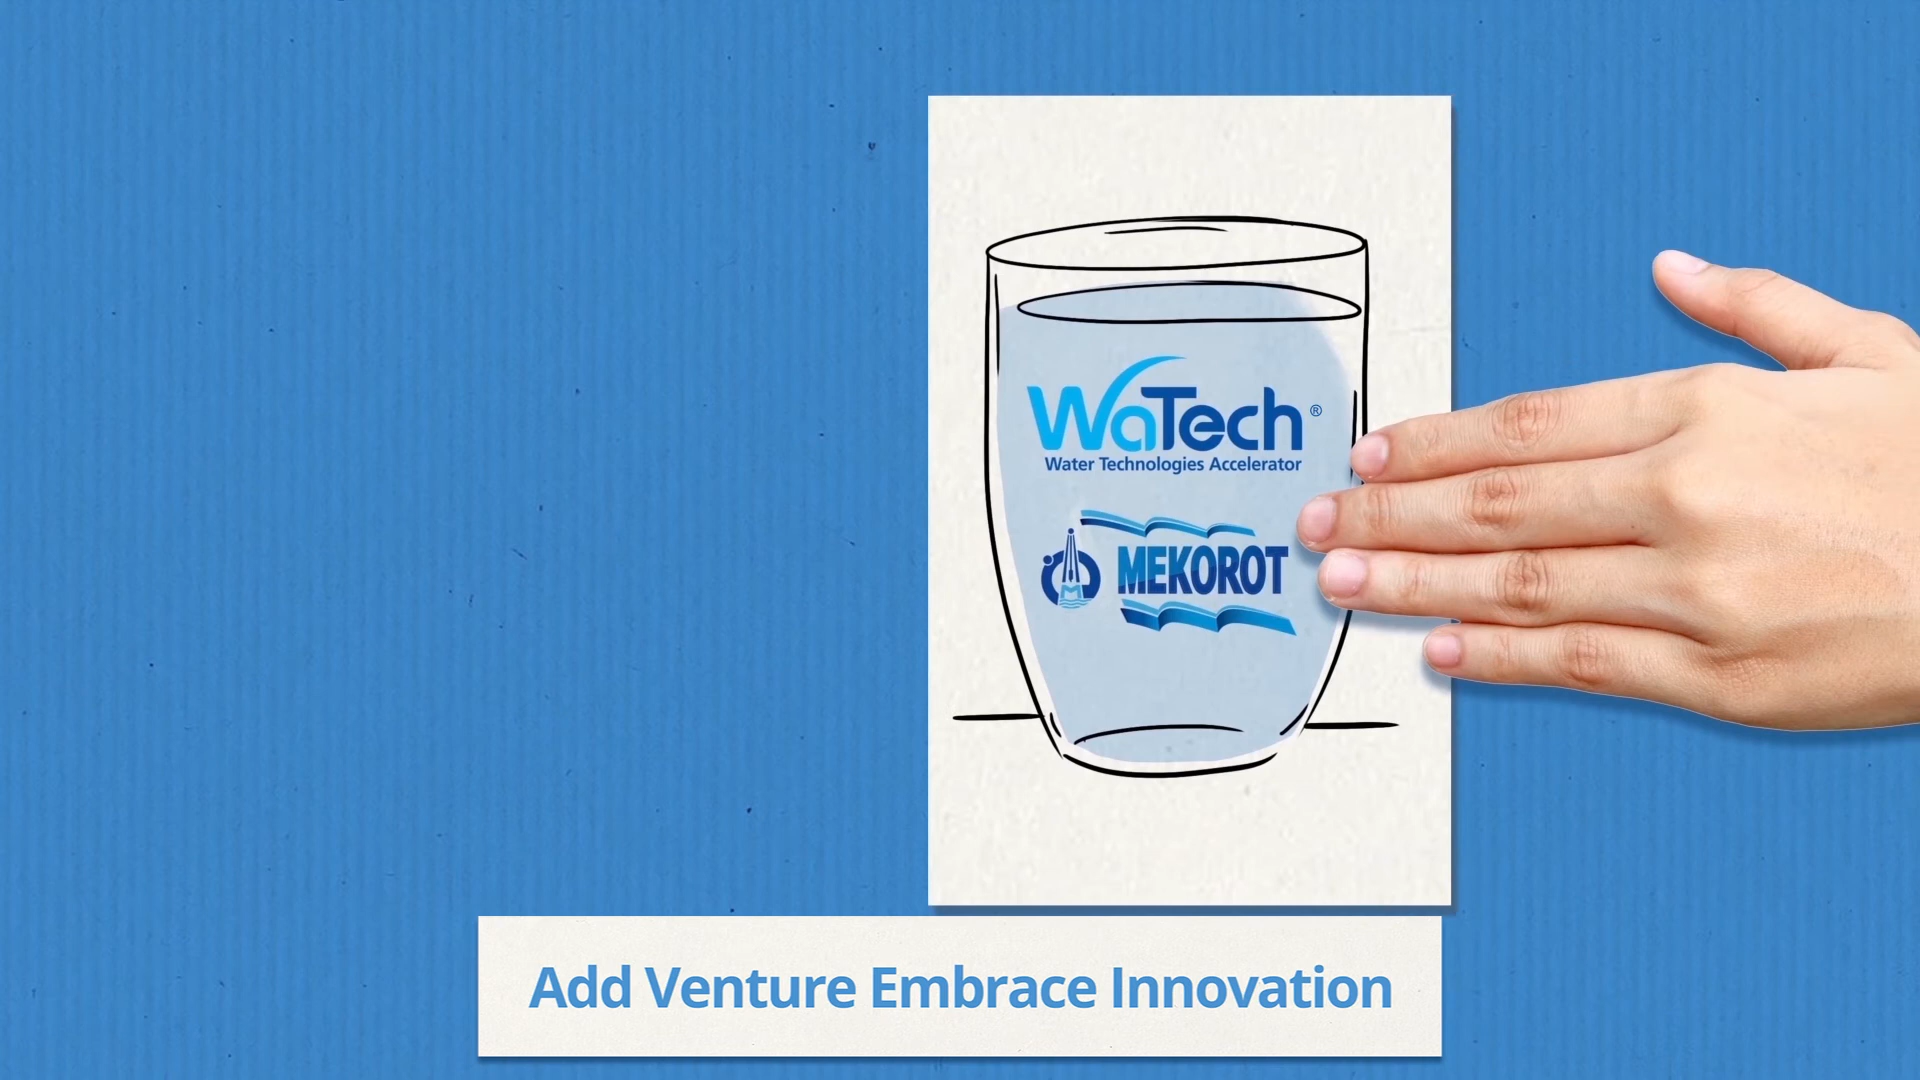 WaTech®
Water Technologies Accelerator
MEKOROT
Add Venture Embrace Innovation